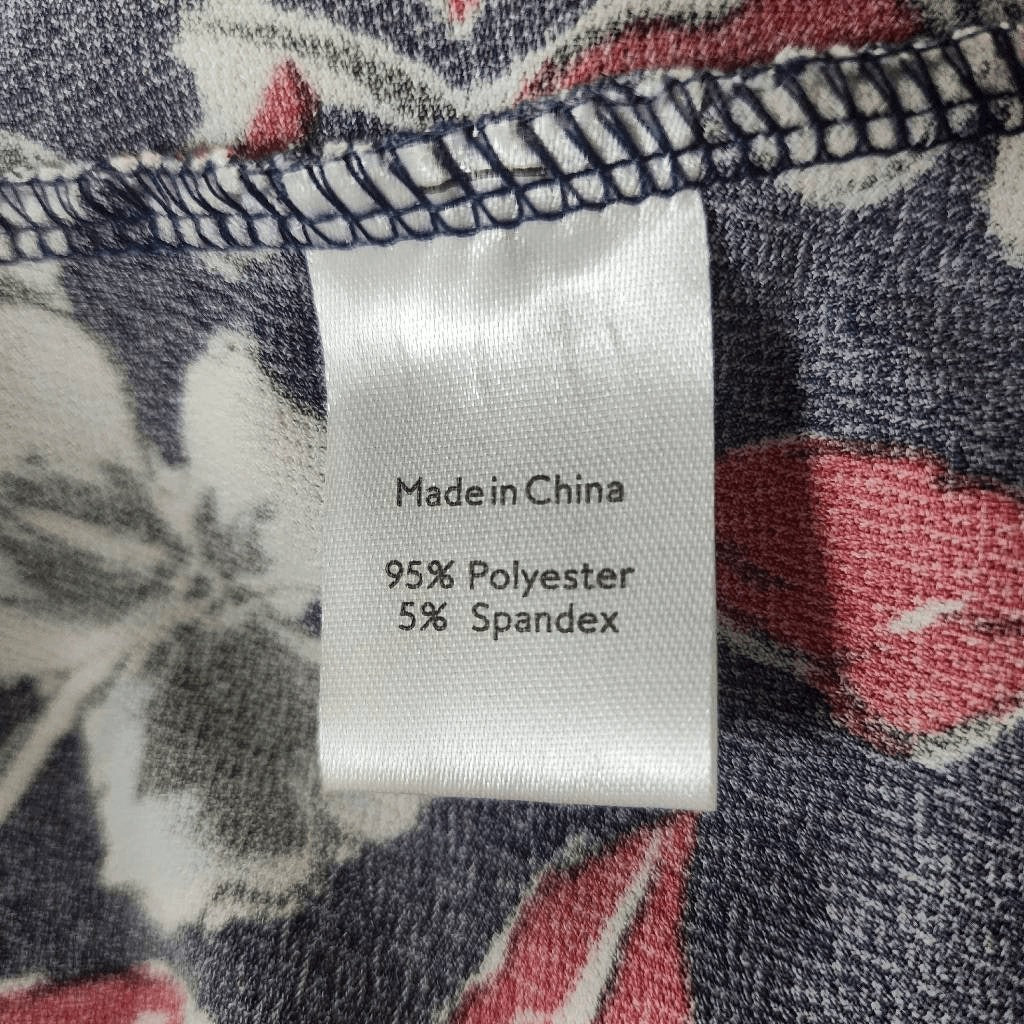 Made in China
95% Polyester
5% Spandex